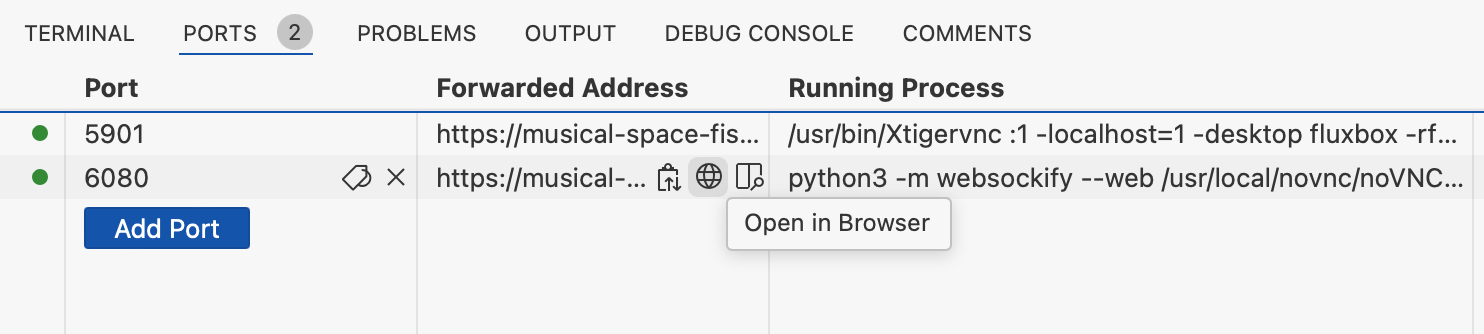 TERMINAL PORTS 2 PROBLEMS OUTPUT DEBUG CONSOLE COMMENTS
Port Forwarded Address Running Process
5901 https://musical-space-fis... /usr/bin/Xtigervnc :1 -localhost=1 -desktop fluxbox -rf...
6080 https://musical-... python3 -m websockify --web /usr/local/novnc/noVNC...
Add Port
Open in Browser